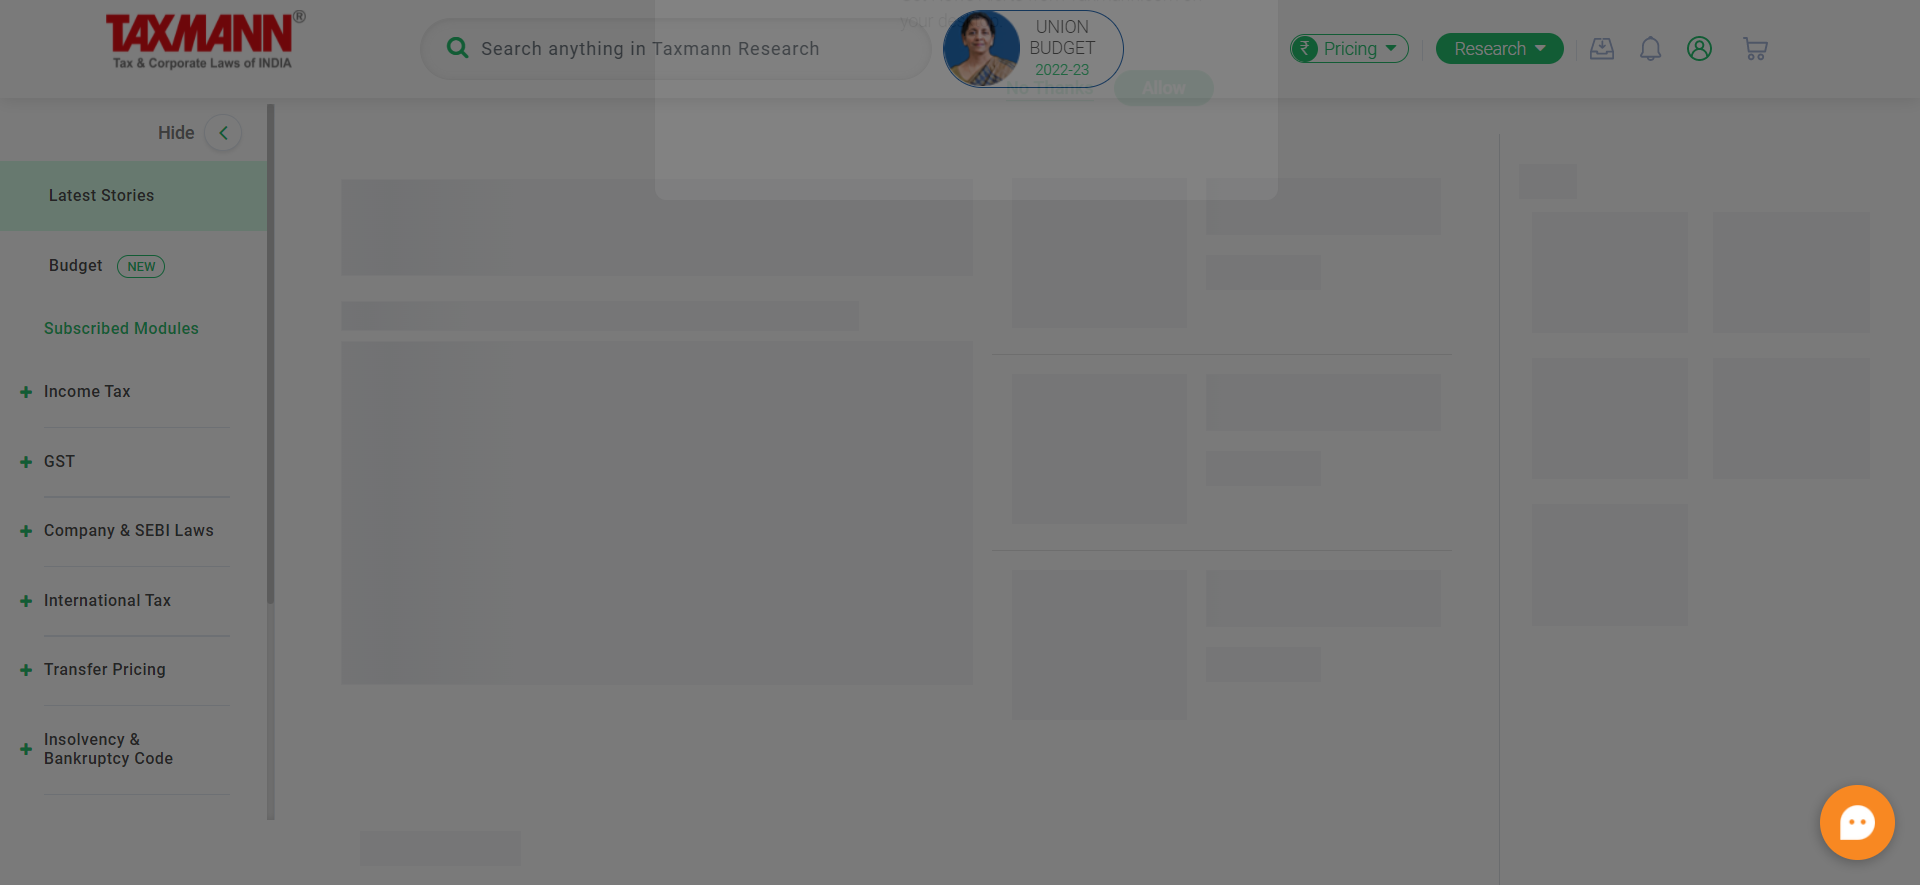 TAXMANN®
Tax & Corporate Laws of INDIA
Search anything in Taxmann Research
UNION
BUDGET
2022-23
No Thanks
Allow
₹ Pricing
Research
Hide
Latest Stories
Budget NEW
Subscribed Modules
Income Tax
GST
Company & SEBI Laws
International Tax
Transfer Pricing
Insolvency &
Bankruptcy Code